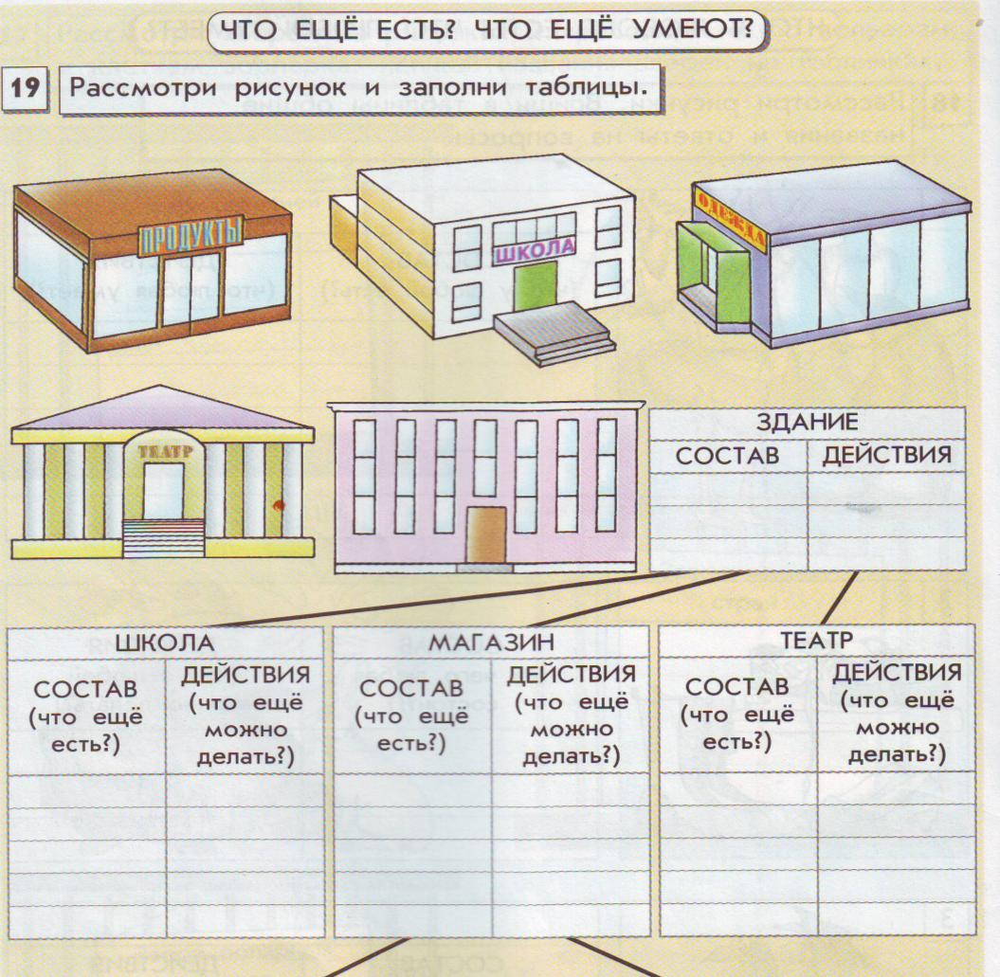 ЧТО ЕЩЁ ЕСТЬ? ЧТО ЕЩЁ УМЕЮТ?
19 Рассмотри рисунок и заполни таблицы.
ПРОДУКТЫ
ШКОЛА
ОДЕЖДА
ТЕАТР
ЗДАНИЕ
СОСТАВ ДЕЙСТВИЯ
ШКОЛА
СОСТАВ
(что ещё
есть?)
ДЕЙСТВИЯ
(что ещё
можно
делать?)
МАГАЗИН
СОСТАВ
(что ещё
есть?)
ДЕЙСТВИЯ
(что ещё
можно
делать?)
ТЕАТР
СОСТАВ
(что ещё
есть?)
ДЕЙСТВИЯ
(что ещё
можно
делать?)